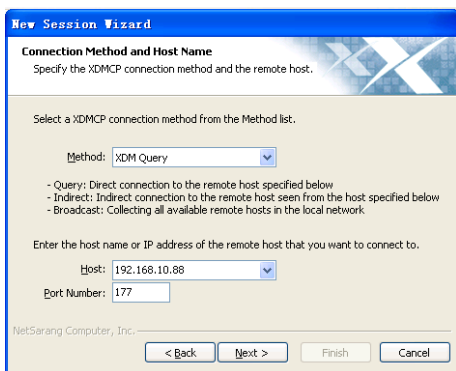 New Session Wizard
Connection Method and Host Name
Specify the XDMCP connection method and the remote host.
Select a XDMCP connection method from the Method list.
Method: XDM Query
- Query: Direct connection to the remote host specified below
- Indirect: Indirect connection to the remote host seen from the host specified below
- Broadcast: Collecting all available remote hosts in the local network
Enter the host name or IP address of the remote host that you want to connect to.
Host: 192.168.10.88
Port Number: 177
NetSarang Computer, Inc.
< Back Next > Finish Cancel